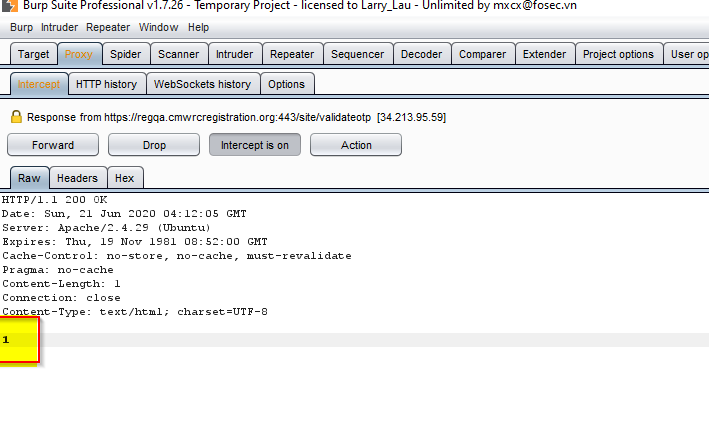 Burp Suite Professional v1.7.26 - Temporary Project - licensed to Larry_Lau - Unlimited by mxcx@fosec.vn
Burp Intruder Repeater Window Help
Target Proxy Spider Scanner Intruder Repeater Sequencer Decoder Comparer Extender Project options User op
Intercept HTTP history WebSockets history Options
Response from https://regqa.cmwrcregistration.org:443/site/validateotp [34.213.95.59]
Forward Drop Intercept is on Action
Raw Headers Hex
HTTP/1.1 200 OK
Date: Sun, 21 Jun 2020 04:12:05 GMT
Server: Apache/2.4.29 (Ubuntu)
Expires: Thu, 19 Nov 1981 08:52:00 GMT
Cache-Control: no-store, no-cache, must-revalidate
Pragma: no-cache
Content-Length: 1
Connection: close
Content-Type: text/html; charset=UTF-8
1